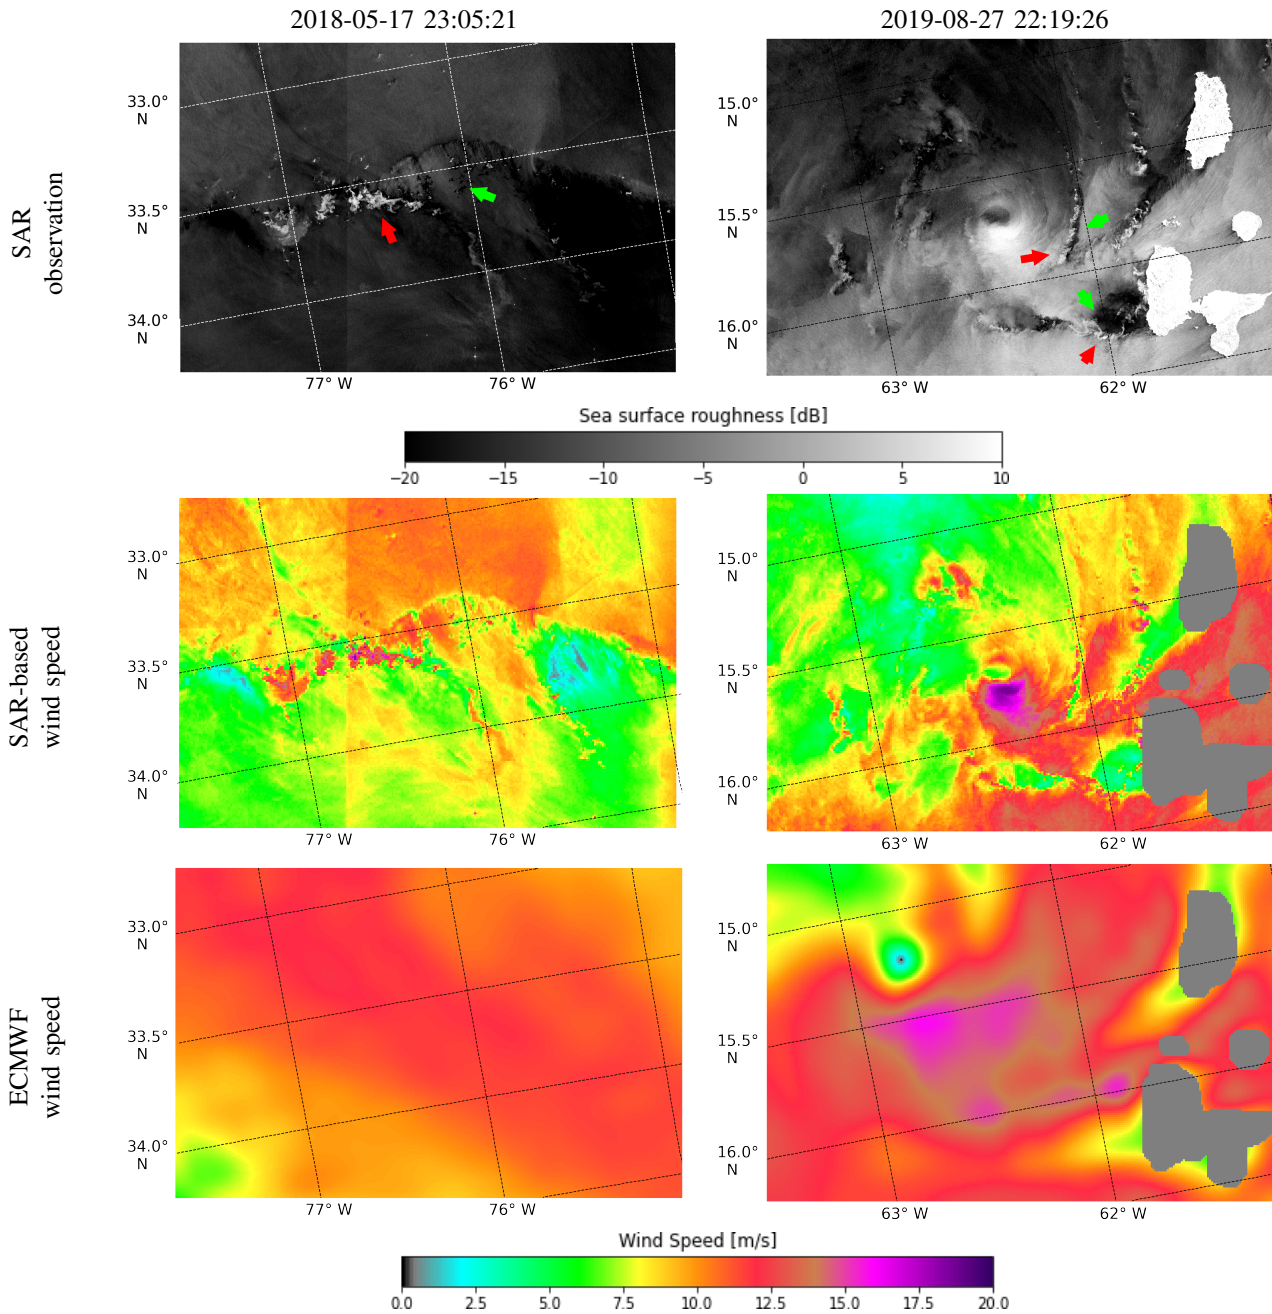 2018-05-17 23:05:21
2019-08-27 22:19:26
SAR
observation
33.0°
N
33.5°
N
34.0°
N
77° W
76° W
15.0°
N
15.5°
N
16.0°
N
63° W
62° W
Sea surface roughness [dB]
−20
−15
−10
−5
0
5
10
SAR-based
wind speed
33.0°
N
33.5°
N
34.0°
N
77° W
76° W
15.0°
N
15.5°
N
16.0°
N
63° W
62° W
ECMWF
wind speed
33.0°
N
33.5°
N
34.0°
N
77° W
76° W
15.0°
N
15.5°
N
16.0°
N
63° W
62° W
Wind Speed [m/s]
0.0
2.5
5.0
7.5
10.0
12.5
15.0
17.5
20.0